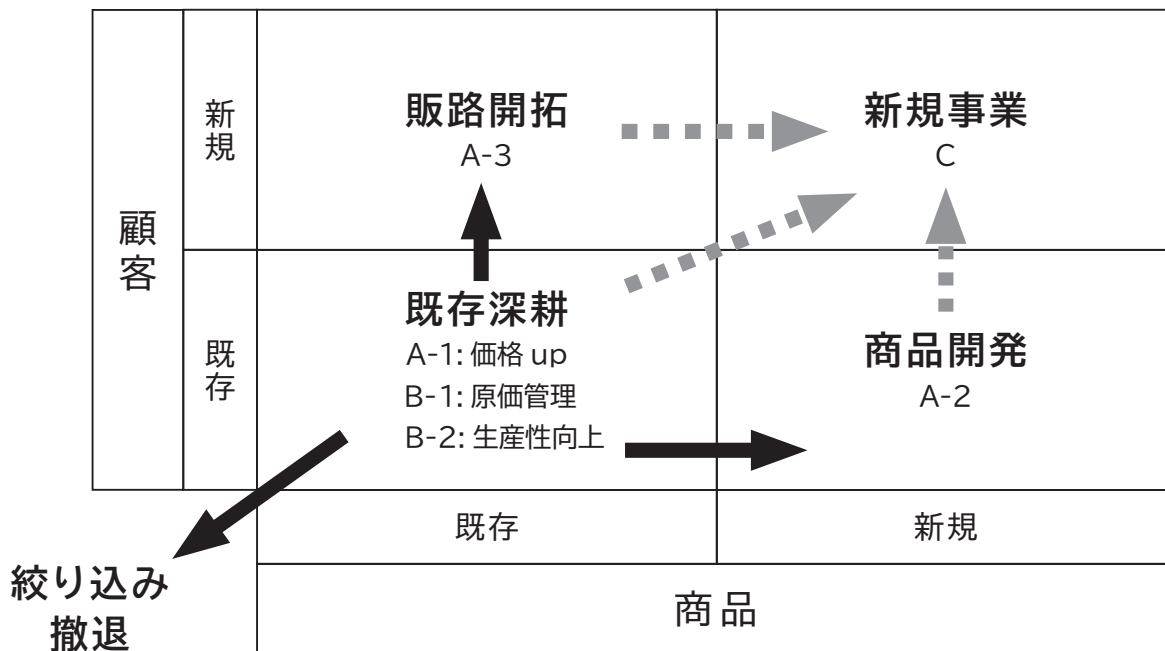 顧客
新規
販路開拓
A-3
新規事業
C
既存
既存深耕
A-1: 価格 up
B-1: 原価管理
B-2: 生産性向上
商品開発
A-2
既存
新規
商品
絞り込み
撤退